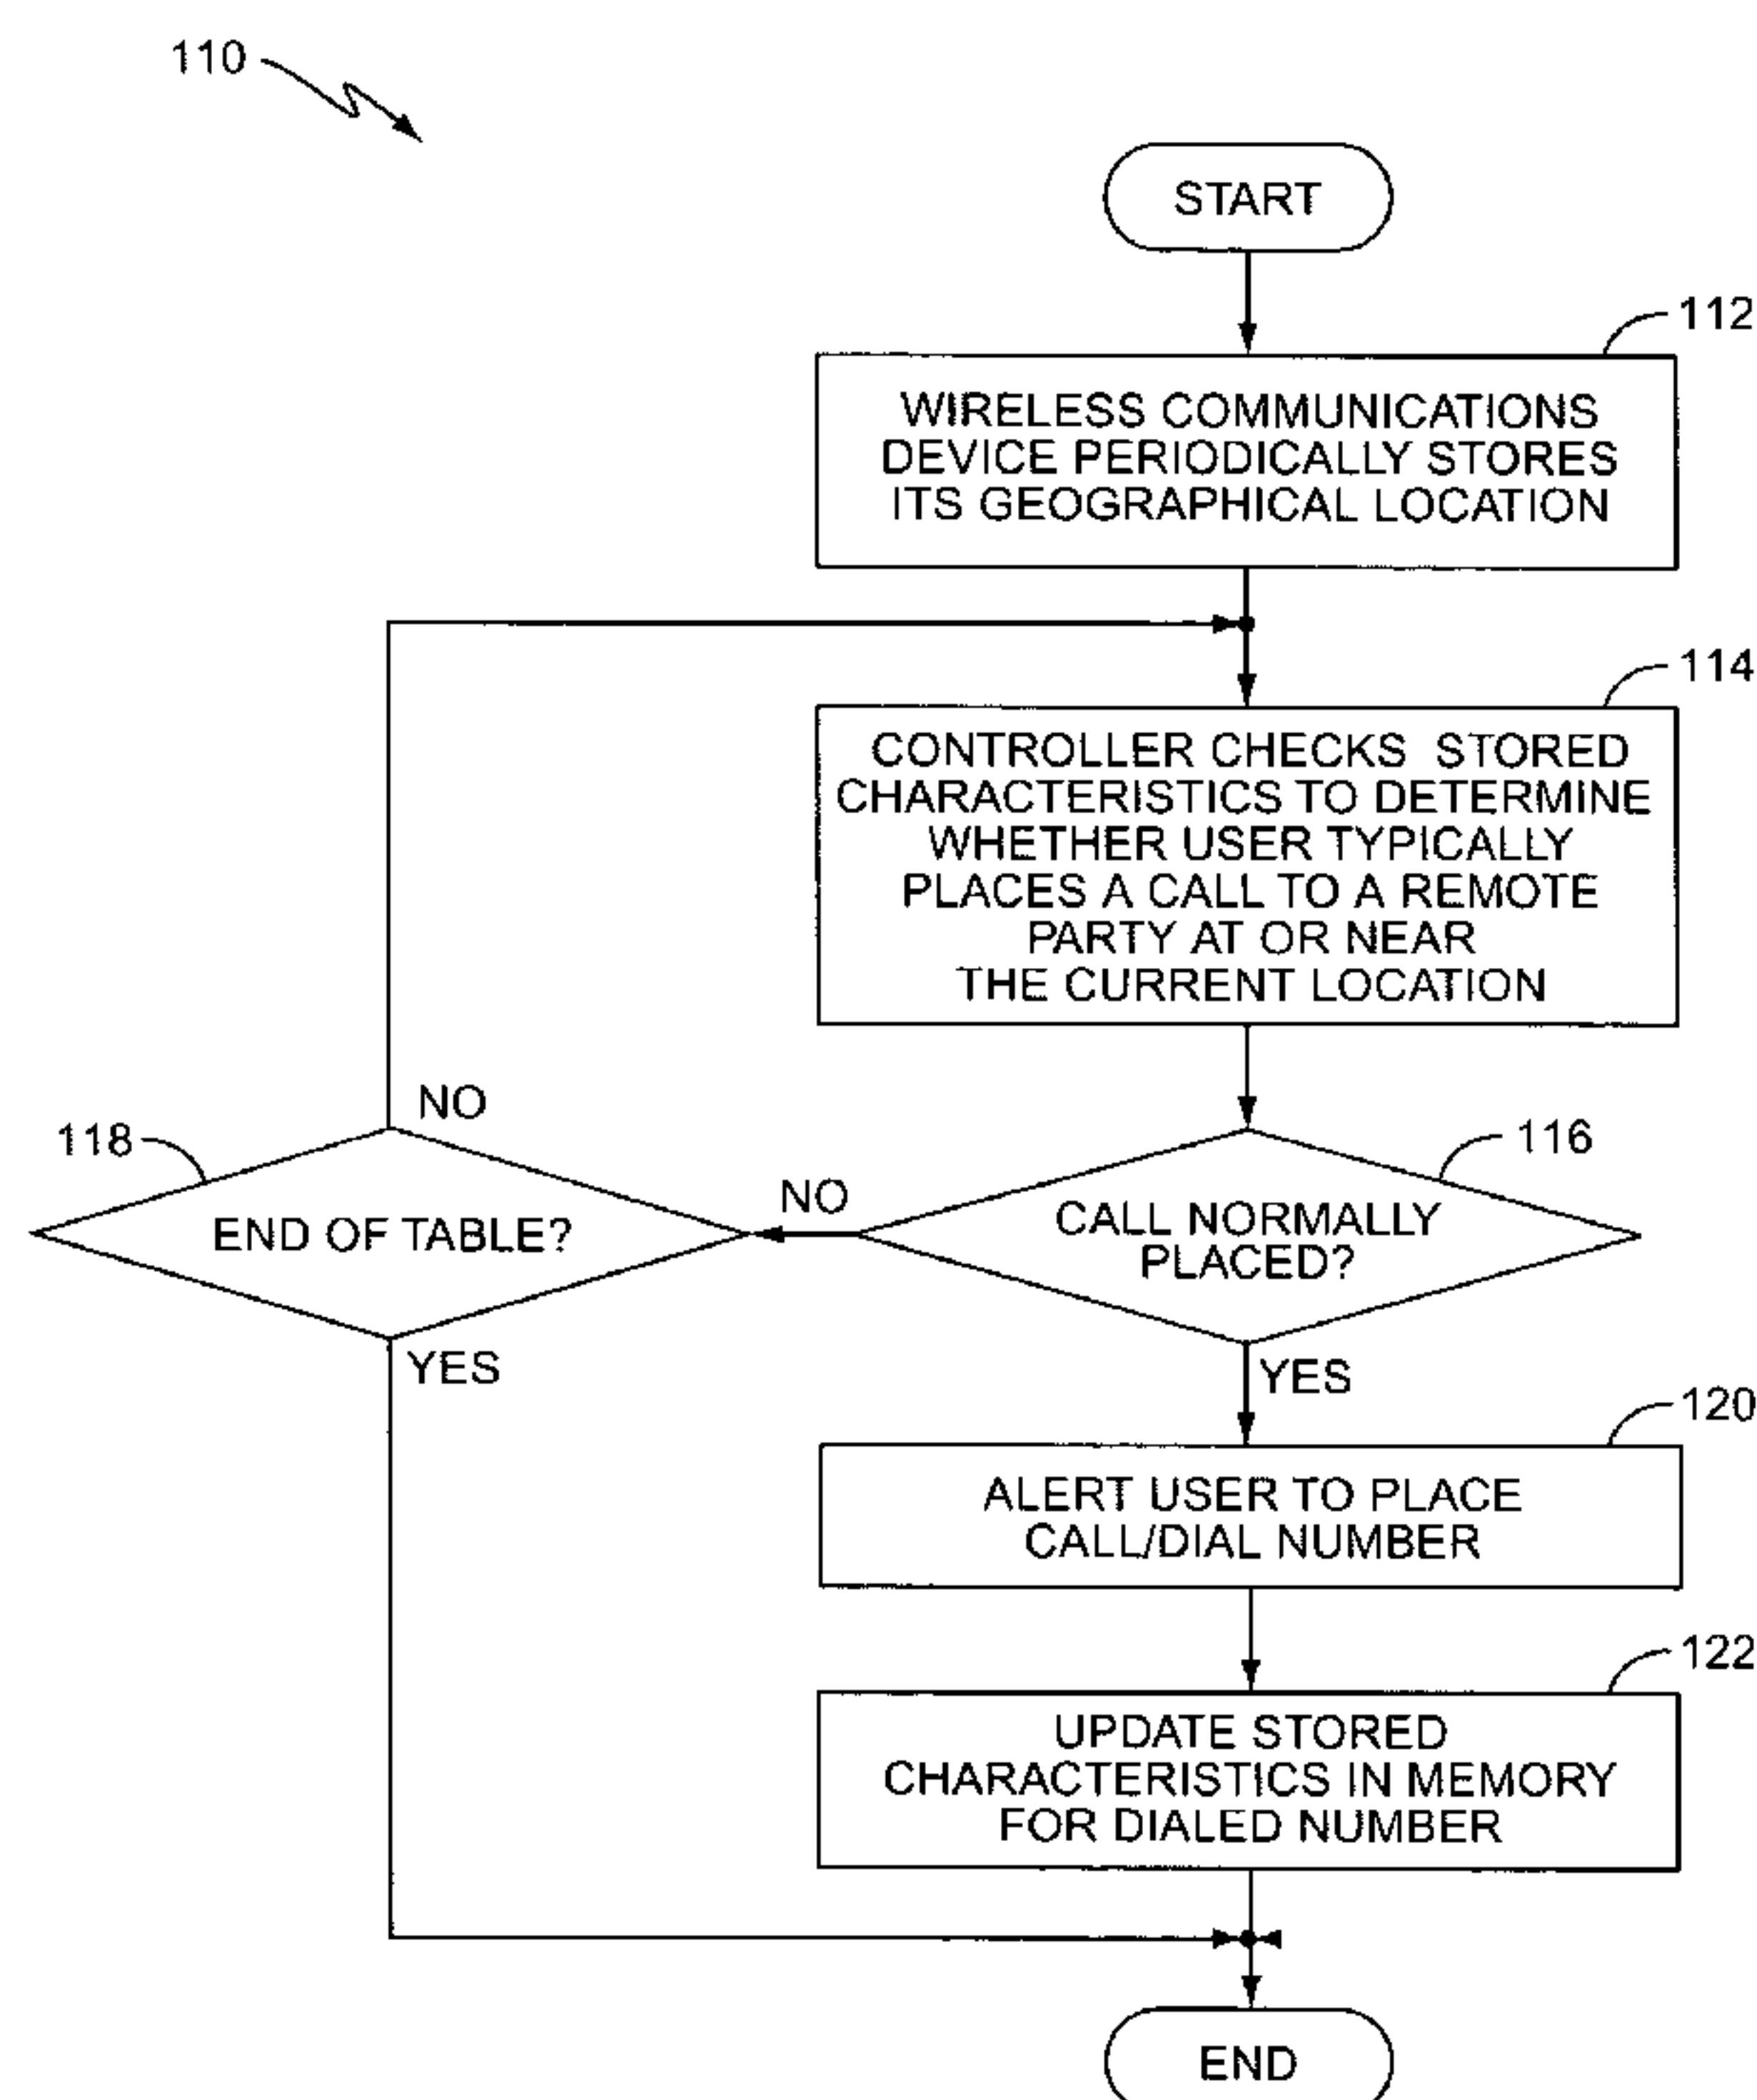 110
START
112
WIRELESS COMMUNICATIONS
DEVICE PERIODICALLY STORES
ITS GEOGRAPHICAL LOCATION
114
CONTROLLER CHECKS STORED
CHARACTERISTICS TO DETERMINE
WHETHER USER TYPICALLY
PLACES A CALL TO A REMOTE
PARTY AT OR NEAR
THE CURRENT LOCATION
NO
118
116
NO
END OF TABLE?
CALL NORMALLY
PLACED?
YES
YES
120
ALERT USER TO PLACE
CALL/DIAL NUMBER
122
UPDATE STORED
CHARACTERISTICS IN MEMORY
FOR DIALED NUMBER
END